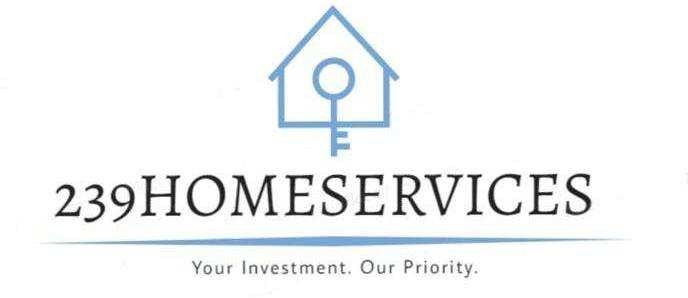 239HOMESERVICES
Your Investment. Our Priority.